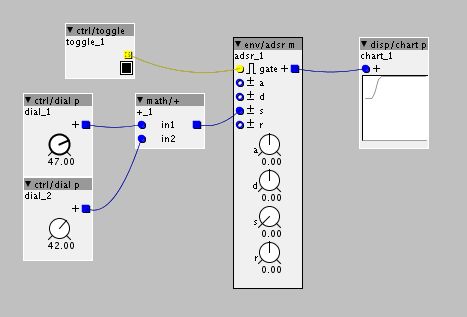 ctrl/toggle
toggle_1
ctrl/dial p
dial_1
47.00
ctrl/dial p
dial_2
42.00
math/+
+_1
in1
in2
env/adsr m
adsr_1
gate +
± a
± d
± s
± r
a
0.00
d
0.00
s
0.00
r
0.00
disp/chart p
chart_1
+